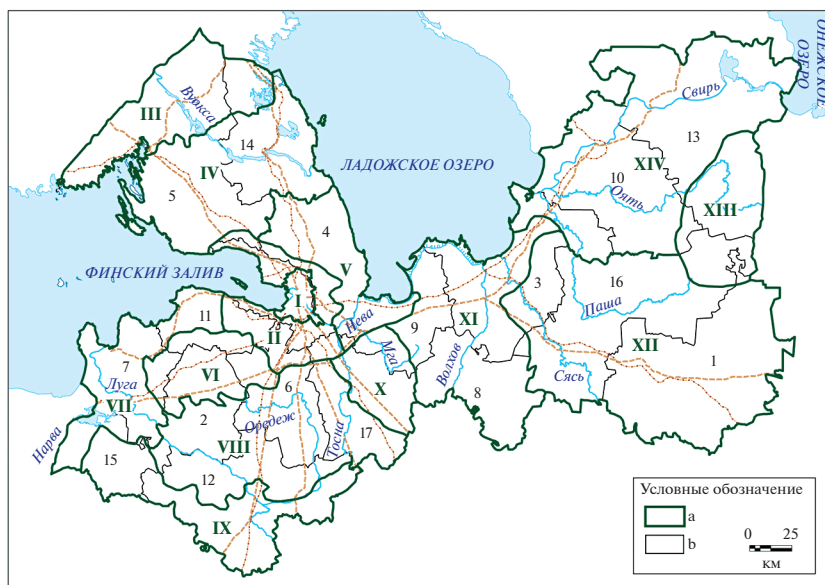 ОНЕЖСКОЕ
ОЗЕРО
Свирь
Вуокса
III
13
14
ЛАДОЖСКОЕ ОЗЕРО
IV
XIV
10
5
Оять
XIII
4
ФИНСКИЙ ЗАЛИВ
V
3
16
I
Паша
11
Нева
XI
II
9
XII
7
Мга
1
VI
Волхов
Луга
6
X
Сясь
VII
2
8
Оредеж
Нарва
VIII
Тосна
17
15
12
IX
Условные обозначение
a
b
0 25
км